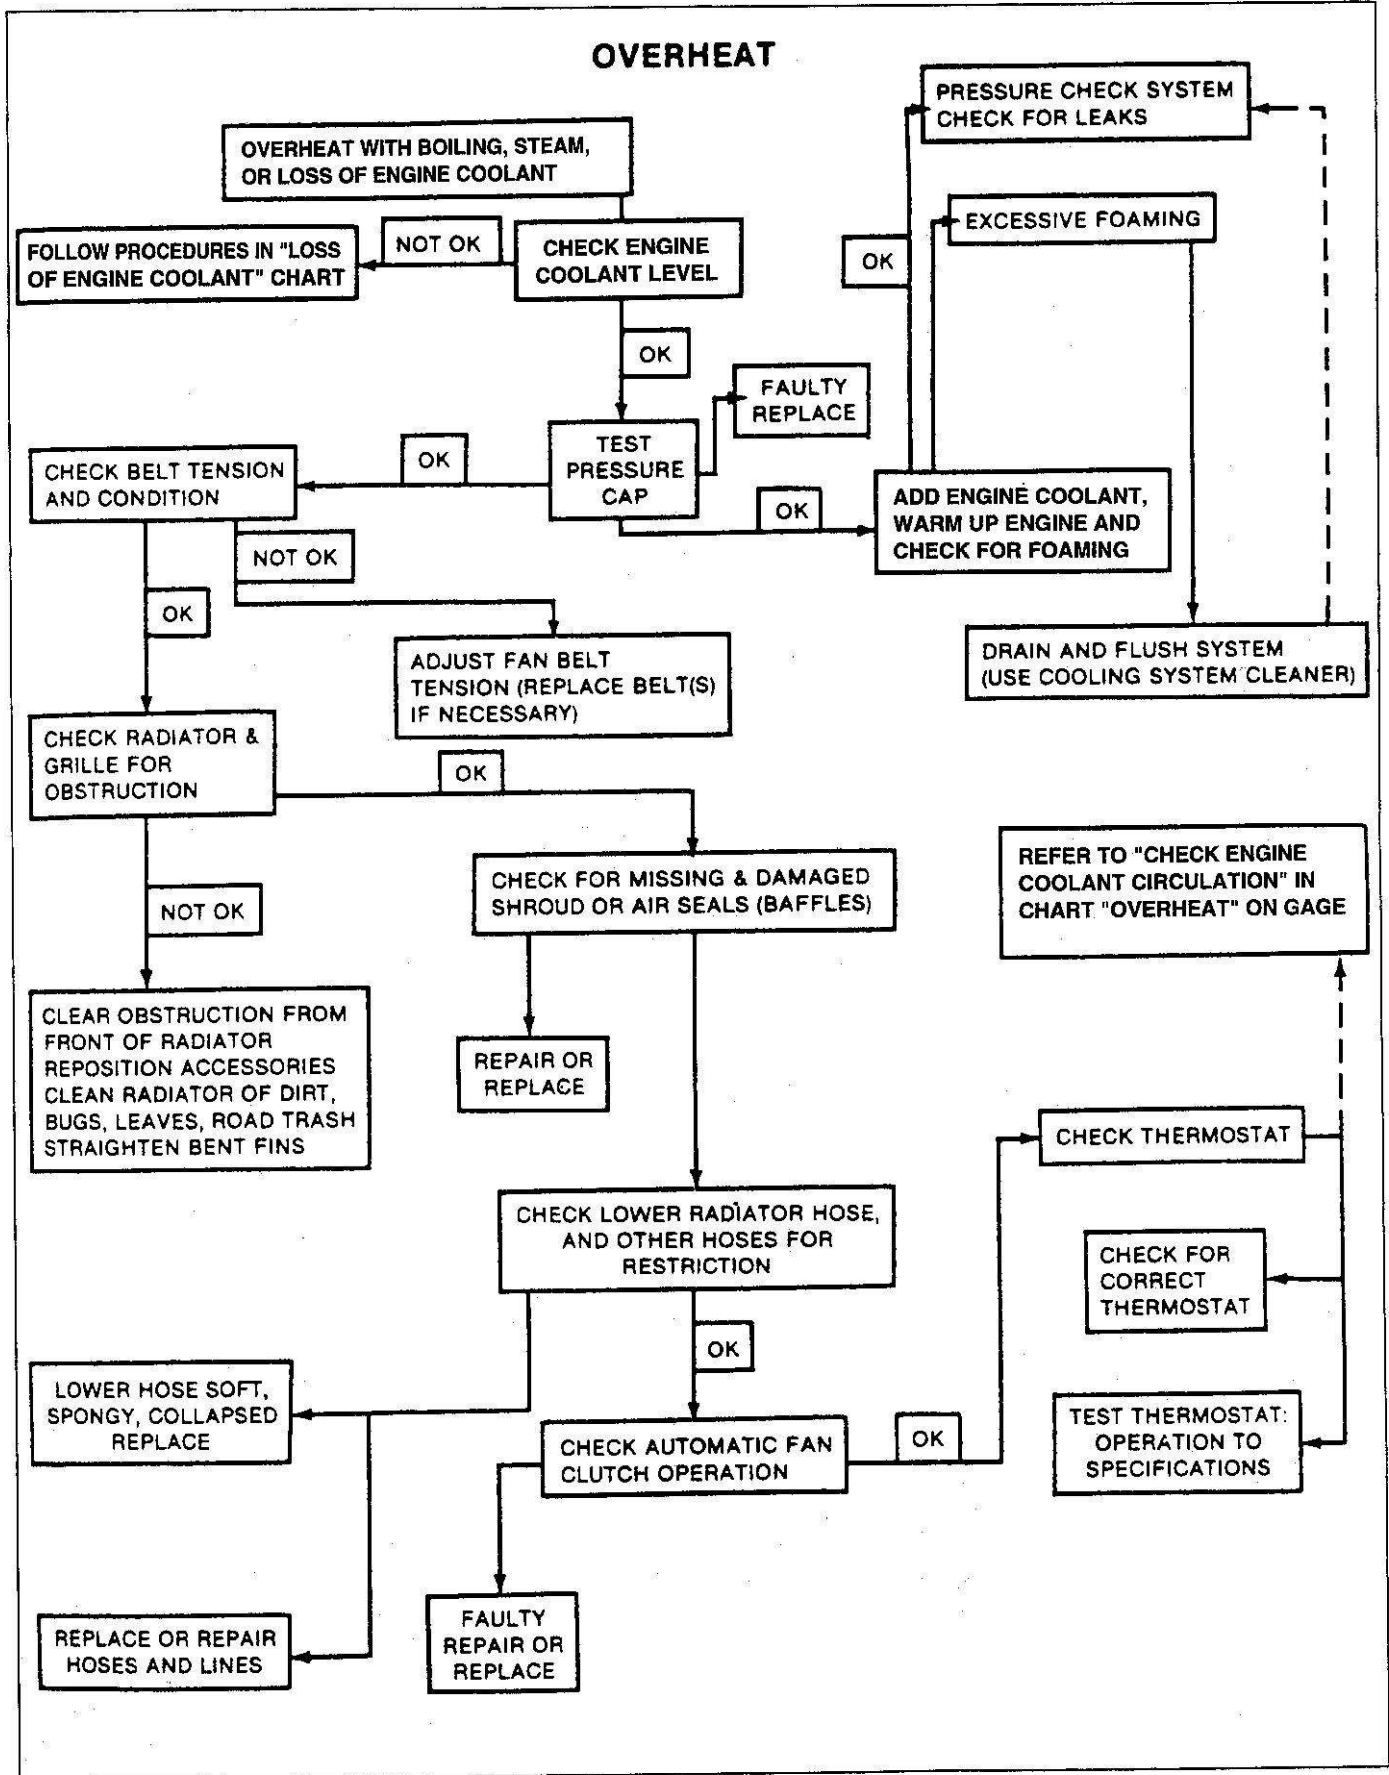 OVERHEAT
PRESSURE CHECK SYSTEM
CHECK FOR LEAKS
OVERHEAT WITH BOILING, STEAM,
OR LOSS OF ENGINE COOLANT
EXCESSIVE FOAMING
NOT OK
FOLLOW PROCEDURES IN "LOSS
OF ENGINE COOLANT" CHART
CHECK ENGINE
COOLANT LEVEL
OK
OK
FAULTY
REPLACE
TEST
PRESSURE
CAP
OK
CHECK BELT TENSION
AND CONDITION
OK
ADD ENGINE COOLANT,
WARM UP ENGINE AND
CHECK FOR FOAMING
NOT OK
OK
ADJUST FAN BELT
TENSION (REPLACE BELT(S)
IF NECESSARY)
DRAIN AND FLUSH SYSTEM
(USE COOLING SYSTEM CLEANER)
CHECK RADIATOR &
GRILLE FOR
OBSTRUCTION
OK
CHECK FOR MISSING & DAMAGED
SHROUD OR AIR SEALS (BAFFLES)
REFER TO "CHECK ENGINE
COOLANT CIRCULATION" IN
CHART "OVERHEAT" ON GAGE
NOT OK
CLEAR OBSTRUCTION FROM
FRONT OF RADIATOR
REPOSITION ACCESSORIES
CLEAN RADIATOR OF DIRT,
BUGS, LEAVES, ROAD TRASH
STRAIGHTEN BENT FINS
REPAIR OR
REPLACE
CHECK THERMOSTAT
CHECK LOWER RADIATOR HOSE,
AND OTHER HOSES FOR
RESTRICTION
CHECK FOR
CORRECT
THERMOSTAT
OK
LOWER HOSE SOFT,
SPONGY, COLLAPSED
REPLACE
CHECK AUTOMATIC FAN
CLUTCH OPERATION
OK
TEST THERMOSTAT:
OPERATION TO
SPECIFICATIONS
FAULTY
REPAIR OR
REPLACE
REPLACE OR REPAIR
HOSES AND LINES